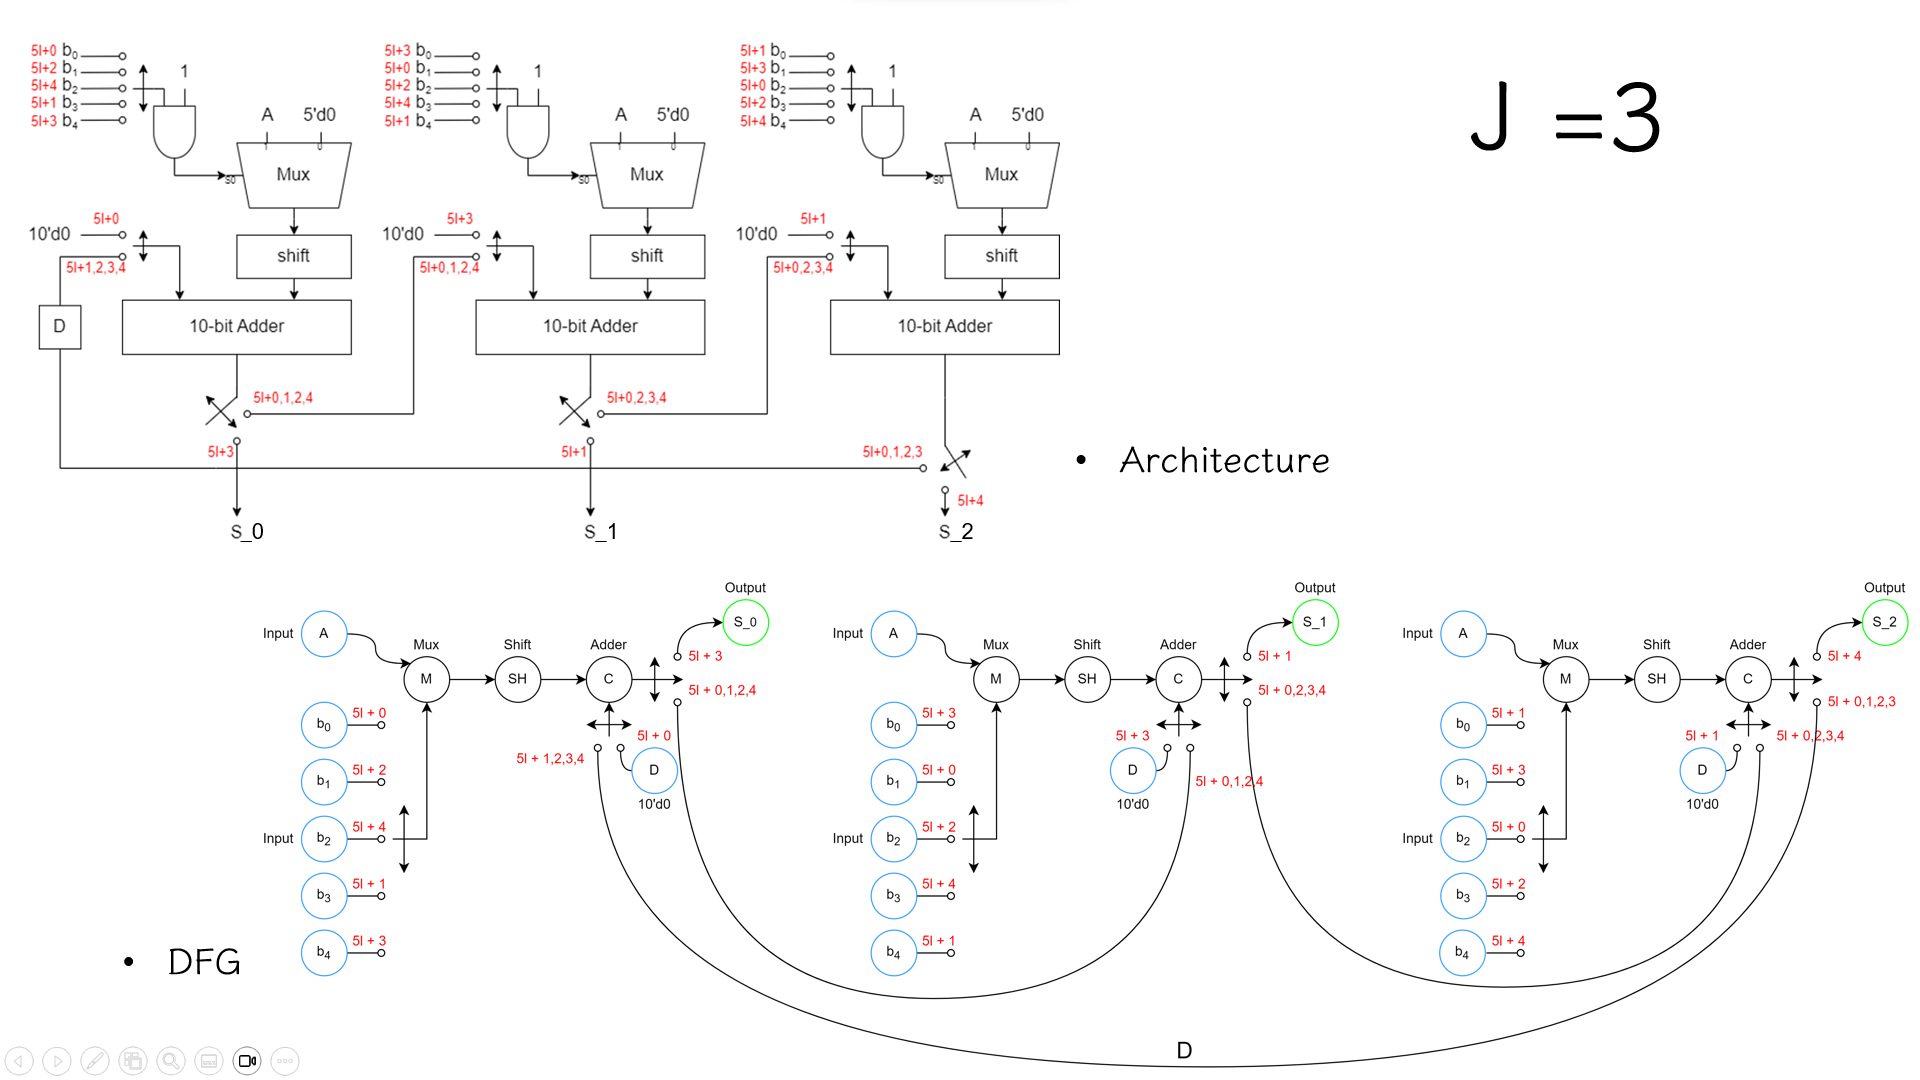 J =3
5l+0 b0
5l+2 b1
5l+4 b2
5l+1 b3
5l+3 b4
1
A 5'd0
1 0
S0
Mux
5l+0
10'd0
5l+1,2,3,4
shift
D
10-bit Adder
5l+0,1,2,4
5l+3
S_0
5l+3 b0
5l+0 b1
5l+2 b2
5l+4 b3
5l+1 b4
1
A 5'd0
1 0
S0
Mux
5l+3
10'd0
5l+0,1,2,4
shift
10-bit Adder
5l+0,2,3,4
5l+1
S_1
5l+1 b0
5l+3 b1
5l+0 b2
5l+2 b3
5l+4 b4
1
A 5'd0
1 0
S0
Mux
5l+1
10'd0
5l+0,2,3,4
shift
10-bit Adder
5l+0,1,2,3
5l+4
S_2
• Architecture
Output
S_0
Input A
Mux Shift Adder
M SH C
5l + 3
5l + 0,1,2,4
b0 5l + 0
b1 5l + 2
Input b2 5l + 4
b3 5l + 1
b4 5l + 3
5l + 0
5l + 1,2,3,4
D
10'd0
Output
S_1
Input A
Mux Shift Adder
M SH C
5l + 1
5l + 0,2,3,4
b0 5l + 3
b1 5l + 0
Input b2 5l + 2
b3 5l + 4
b4 5l + 1
5l + 3
D
5l + 0,1,2,4
10'd0
Output
S_2
Input A
Mux Shift Adder
M SH C
5l + 4
5l + 0,1,2,3
b0 5l + 1
b1 5l + 3
Input b2 5l + 0
b3 5l + 2
b4 5l + 4
5l + 1
5l + 0,2,3,4
D
10'd0
• DFG
D